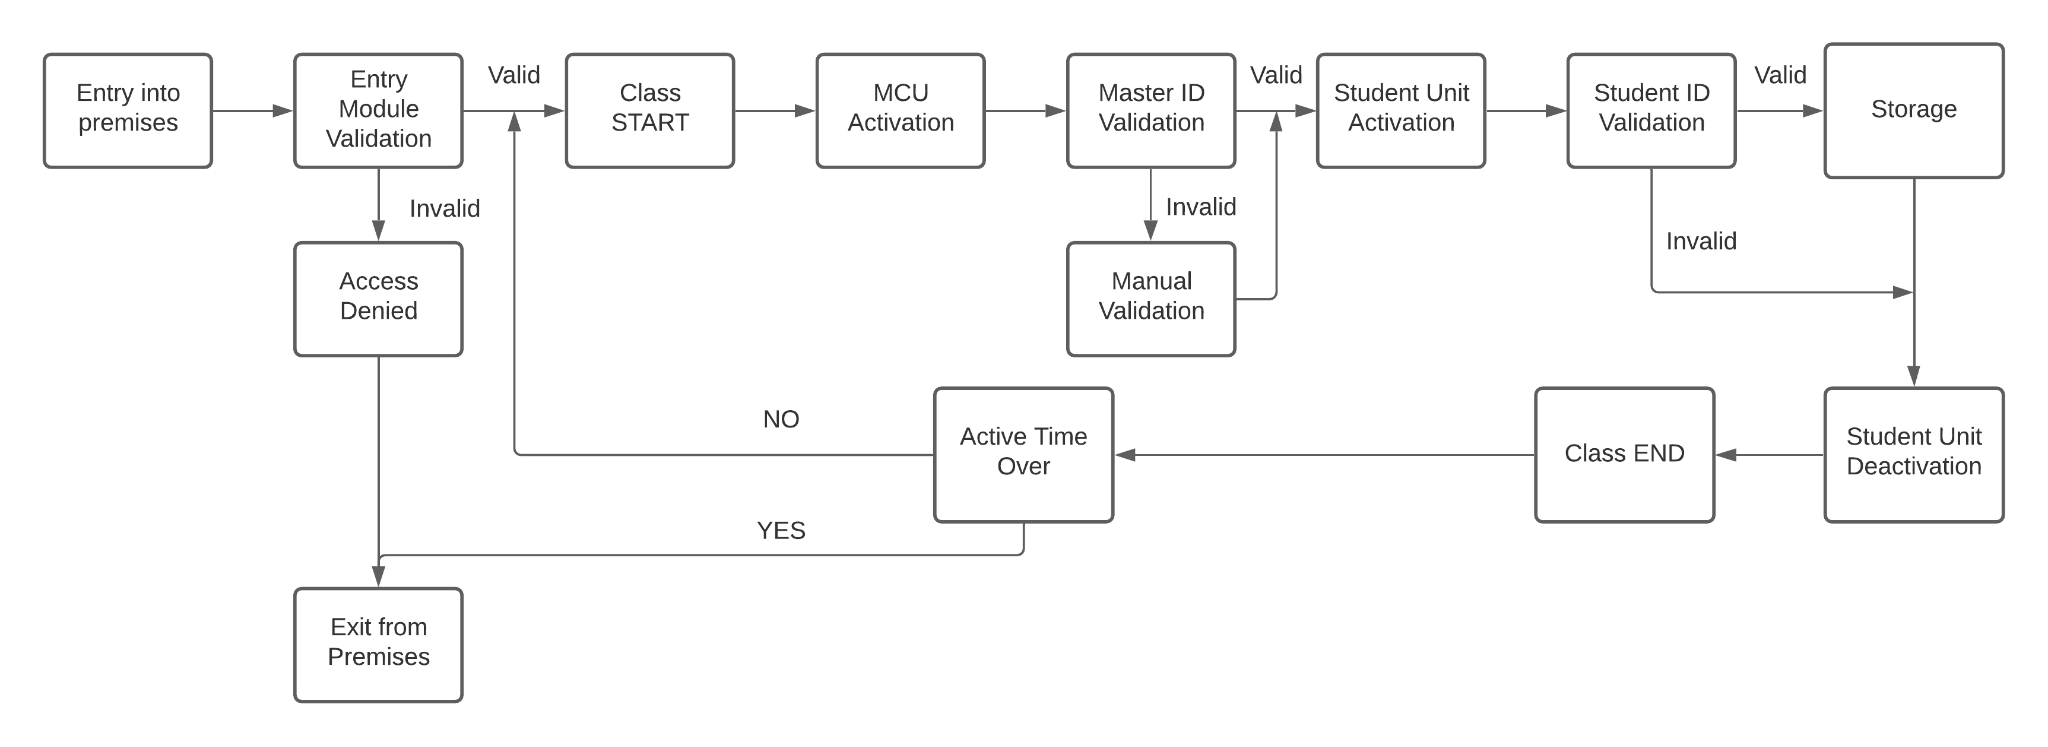 Entry into
premises
Entry
Module
Validation
Valid
Class
START
MCU
Activation
Master ID
Validation
Valid
Student Unit
Activation
Student ID
Validation
Valid
Storage
Invalid
Invalid
Invalid
Access
Denied
Manual
Validation
NO
Active Time
Over
Class END
Student Unit
Deactivation
YES
Exit from
Premises